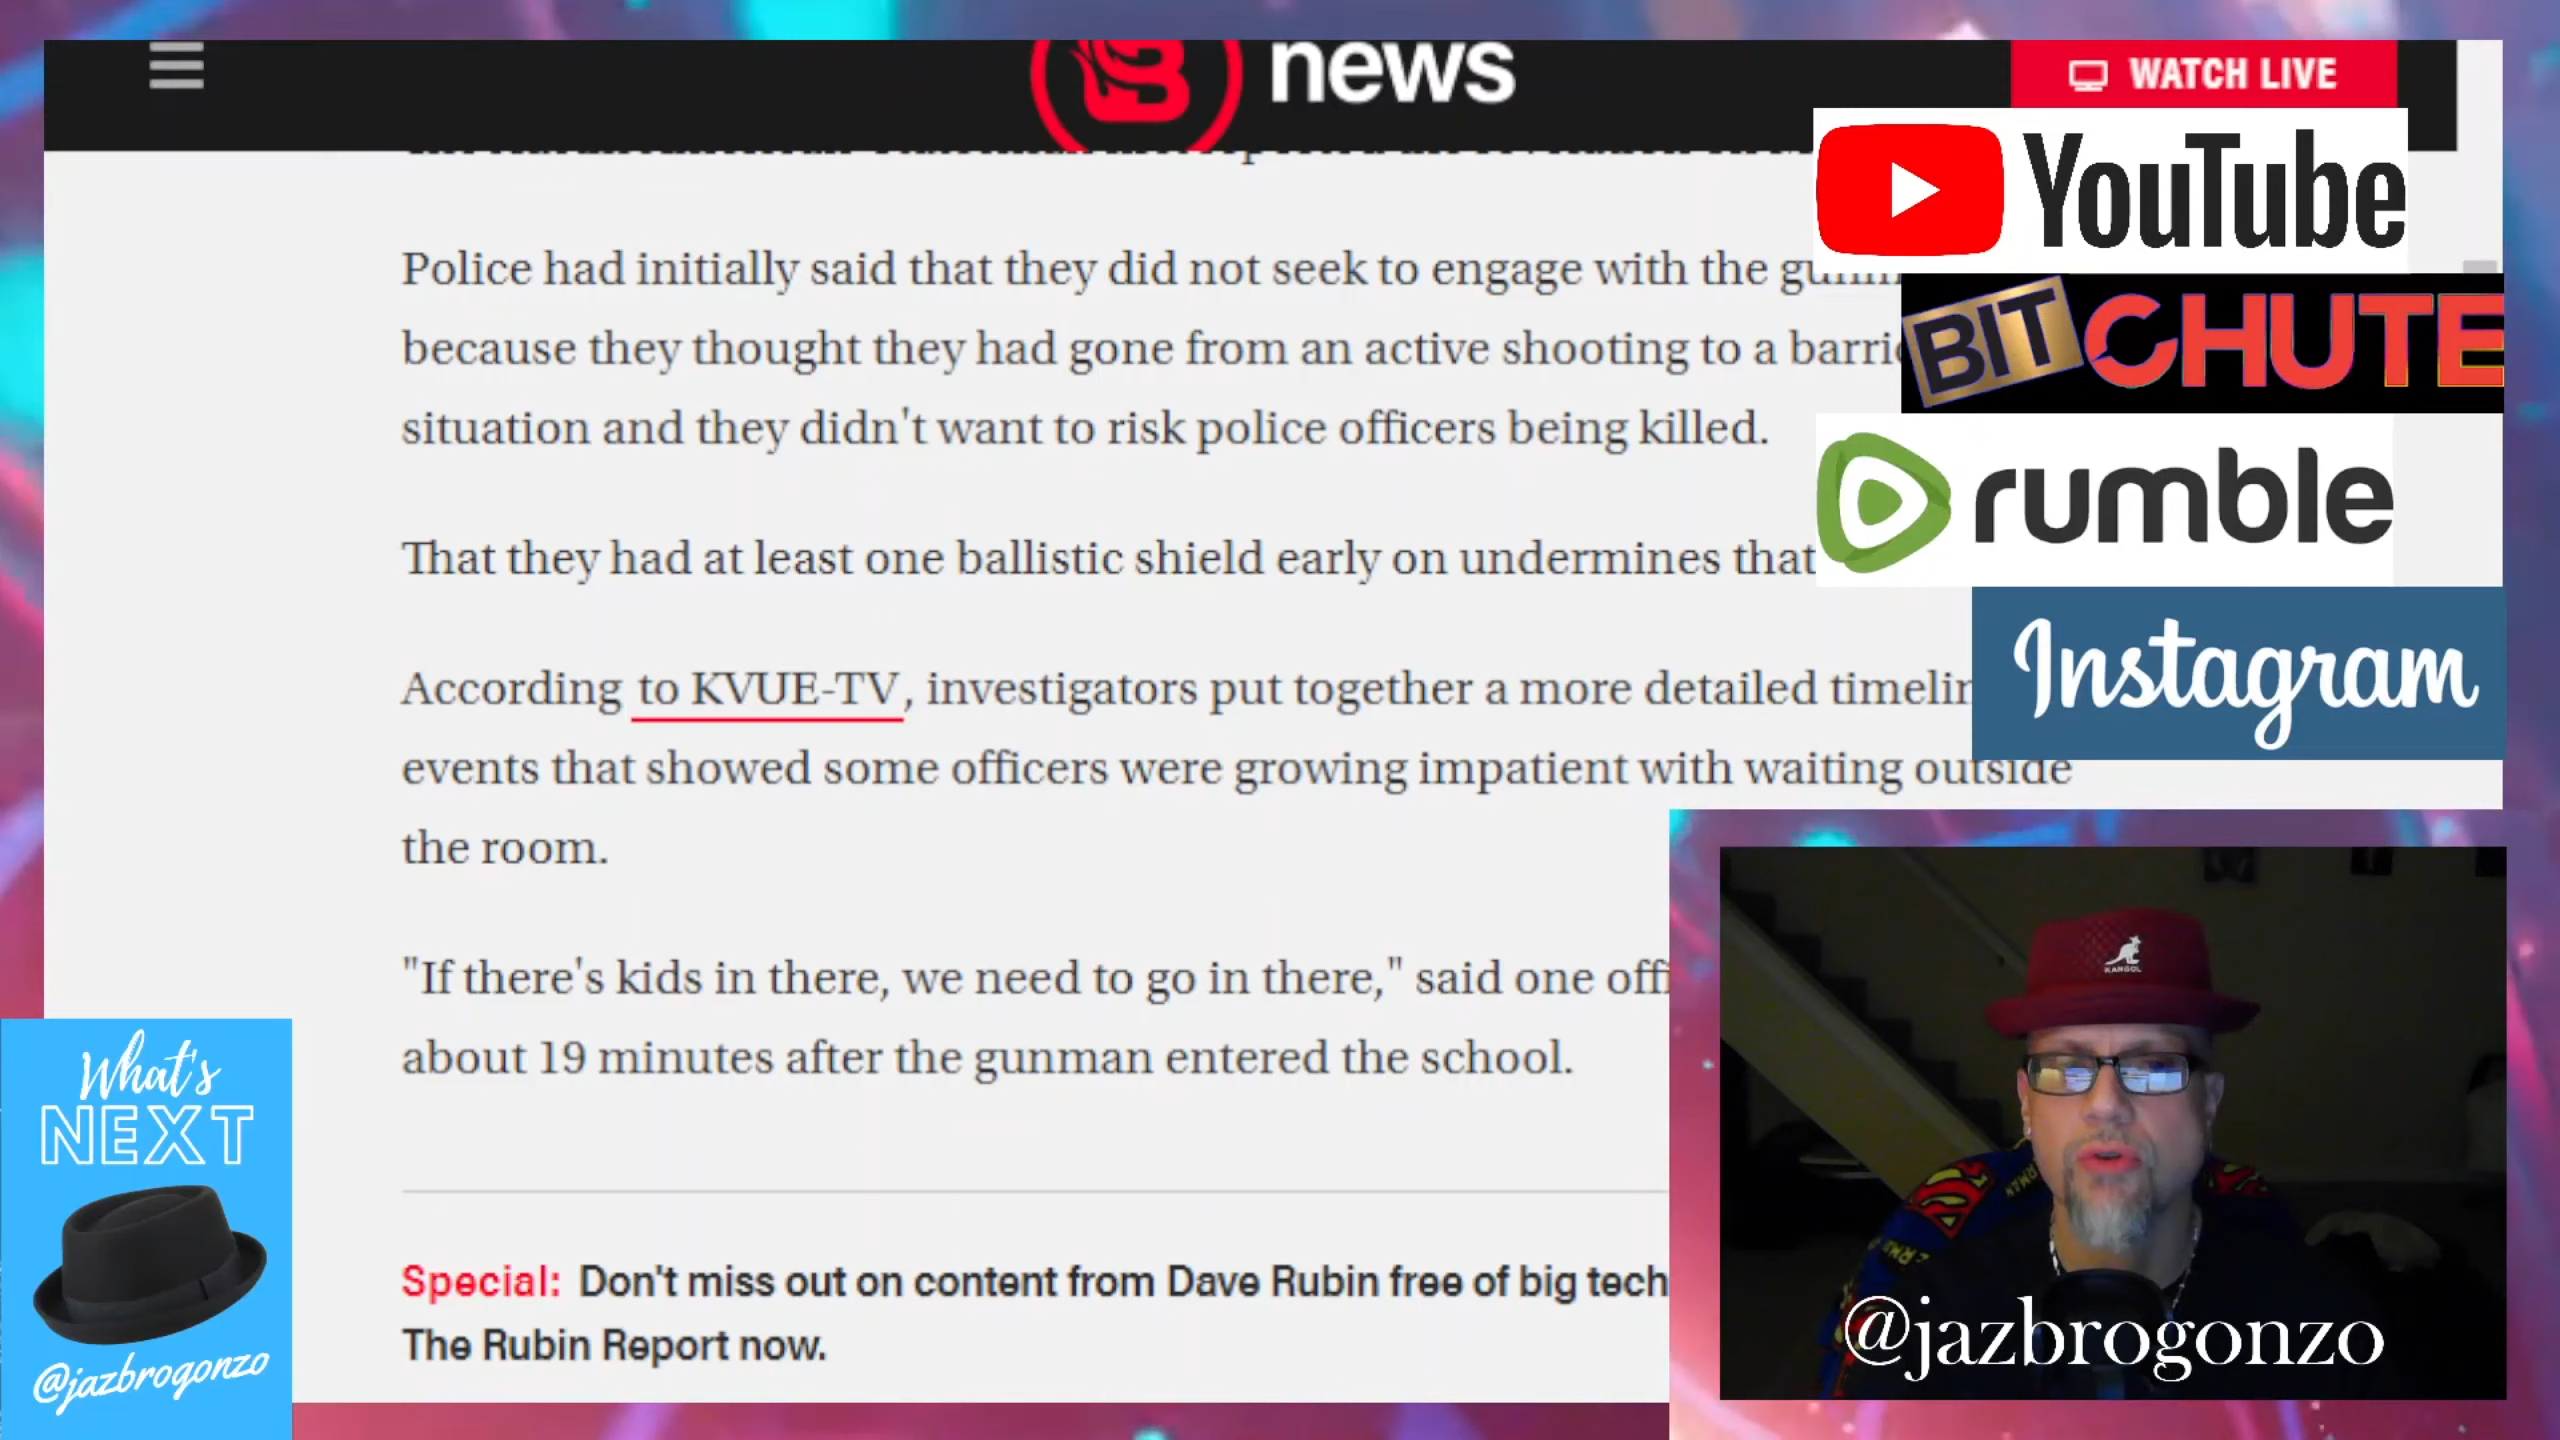 news
WATCH LIVE
YouTube
BITCHUTE
rumble
Instagram
Police had initially said that they did not seek to engage with the
because they thought they had gone from an active shooting to a
situation and they didn't want to risk police officers being killed.
That they had at least one ballistic shield early on undermines that
According to KVUE-TV, investigators put together a more detailed
events that showed some officers were growing impatient with waiting outside
the room.
"If there's kids in there, we need to go in there," said one
about 19 minutes after the gunman entered the school.
Special: Don't miss out on content from Dave Rubin free of big tech
The Rubin Report now.
What's
NEXT
@jazbrogonzo
KANGOL
@jazbrogonzo